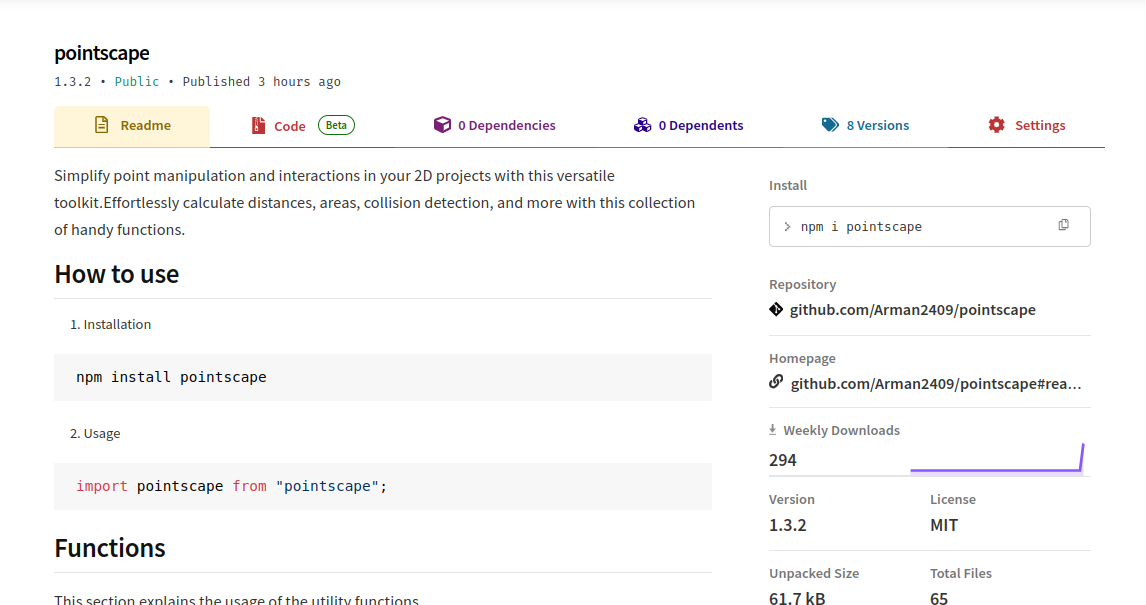 pointscape
1.3.2 • Public • Published 3 hours ago
Readme
Code Beta
0 Dependencies
0 Dependents
8 Versions
Settings
Simplify point manipulation and interactions in your 2D projects with this versatile
toolkit.Effortlessly calculate distances, areas, collision detection, and more with this collection
of handy functions.
How to use
1. Installation
npm install pointscape
2. Usage
import pointscape from "pointscape";
Functions
This section explains the usage of the utility functions
Install
> npm i pointscape
Repository
github.com/Arman2409/pointscape
Homepage
github.com/Arman2409/pointscape#rea...
Weekly Downloads
294
Version
1.3.2
License
MIT
Unpacked Size
61.7 kB
Total Files
65